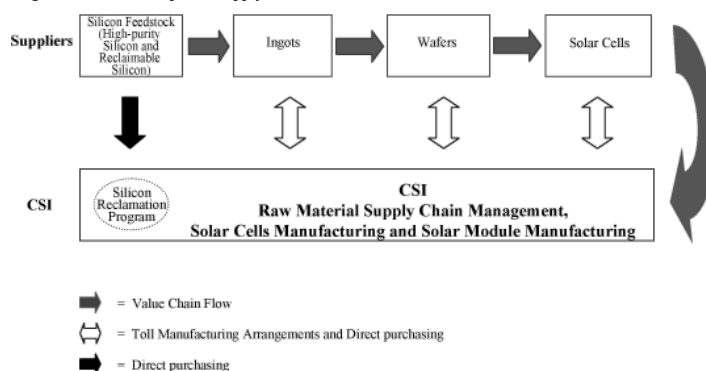 Suppliers
Silicon Feedstock
(High-purity
Silicon and
Reclaimable
Silicon)
Ingots
Wafers
Solar Cells
CSI
Silicon
Reclamation
Program
CSI
Raw Material Supply Chain Management,
Solar Cells Manufacturing and Solar Module Manufacturing
= Value Chain Flow
= Toll Manufacturing Arrangements and Direct purchasing
= Direct purchasing